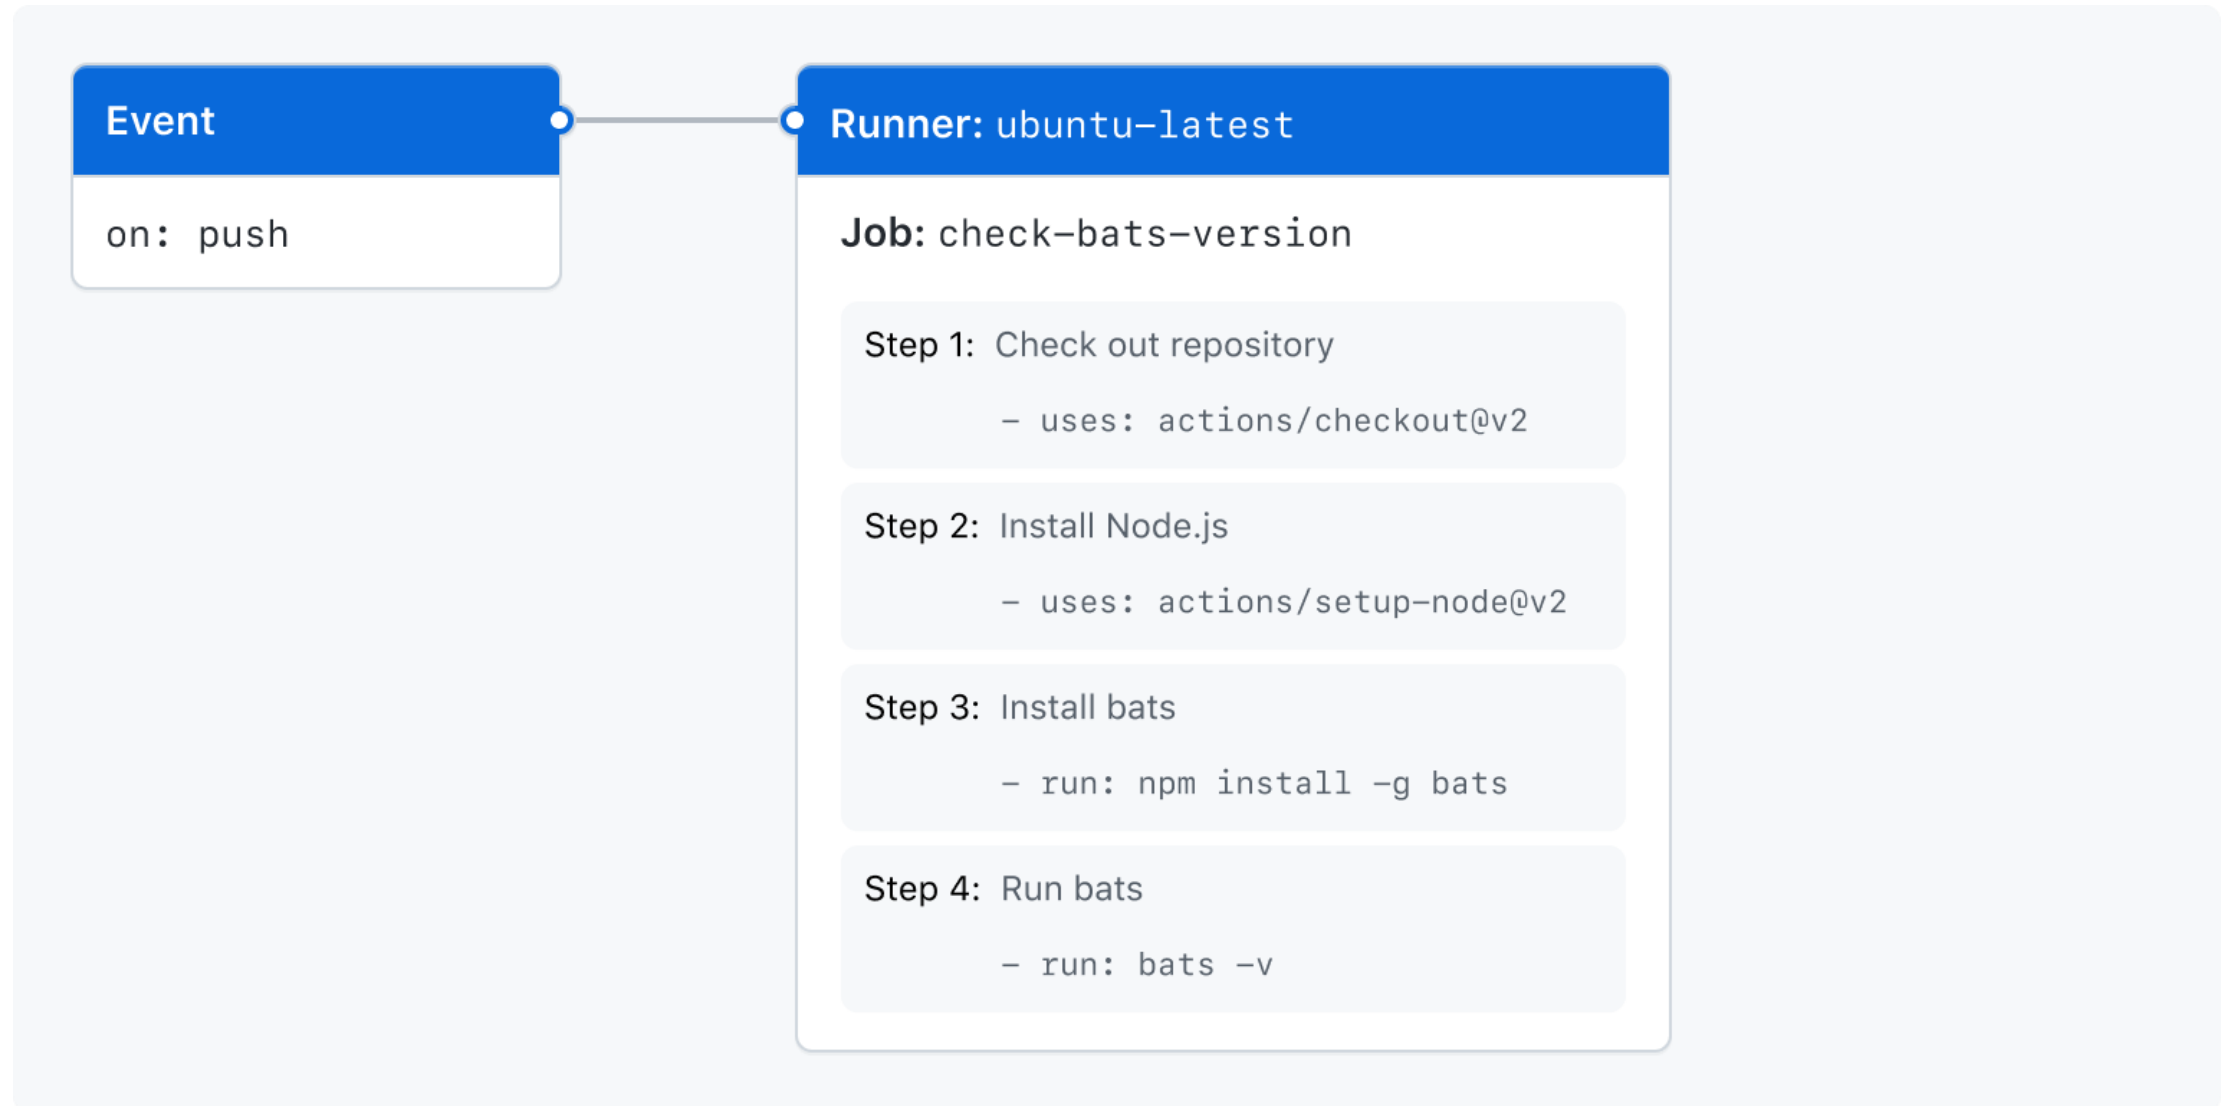 Event
on: push
Runner: ubuntu-latest
Job: check-bats-version
Step 1: Check out repository
- uses: actions/checkout@v2
Step 2: Install Node.js
- uses: actions/setup-node@v2
Step 3: Install bats
- run: npm install -g bats
Step 4: Run bats
- run: bats -v